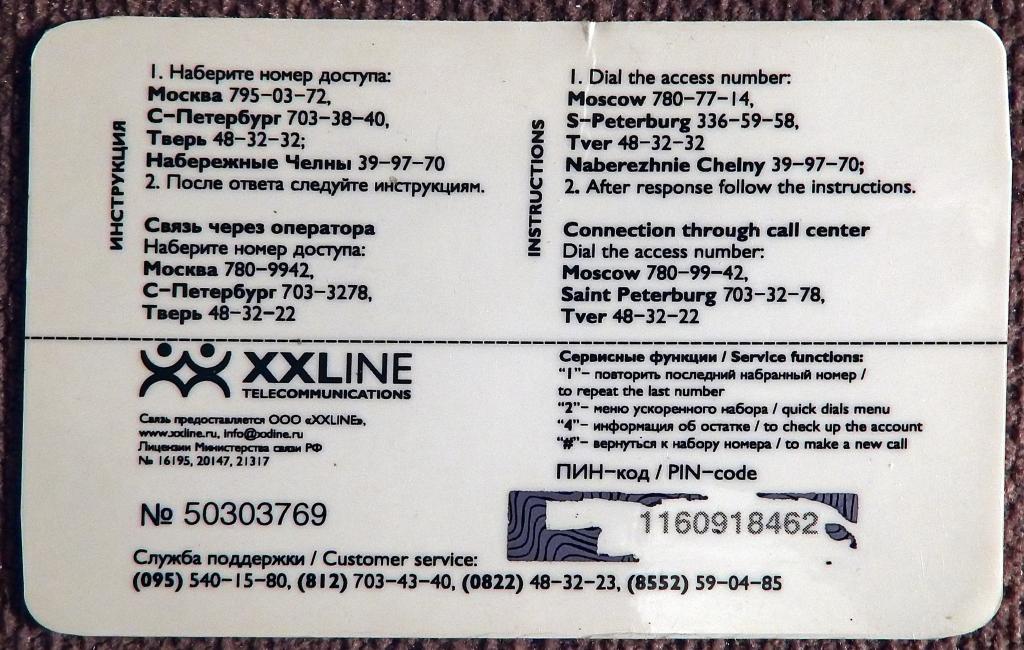 ИНСТРУКЦИЯ
1. Наберите номер доступа:
Москва 795-03-72,
С-Петербург 703-38-40,
Тверь 48-32-32;
Набережные Челны 39-97-70
2. После ответа следуйте инструкциям.
Связь через оператора
Наберите номер доступа:
Москва 780-9942,
С-Петербург 703-3278,
Тверь 48-32-22
INSTRUCTIONS
1. Dial the access number:
Moscow 780-77-14,
S-Peterburg 336-59-58,
Tver 48-32-32
Naberezhnie Chelny 39-97-70;
2. After response follow the instructions.
Connection through call center
Dial the access number:
Moscow 780-99-42,
Saint Peterburg 703-32-78,
Tver 48-32-22
XXLINE
TELECOMMUNICATIONS
Связь предоставляется ООО «XXLINE»,
www.xxline.ru, info@xxline.ru
Лицензии Министерства связи РФ
№ 16195, 20147, 21317
№ 50303769
Сервисные функции / Service functions:
"1"- повторить последний набранный номер /
to repeat the last number
"2"- меню ускоренного набора / quick dials menu
"4"- информация об остатке / to check up the account
"#"- вернуться к набору номера / to make a new call
ПИН-код / PIN-code
1160918462
Служба поддержки / Customer service:
(095) 540-15-80, (812) 703-43-40, (0822) 48-32-23, (8552) 59-04-85